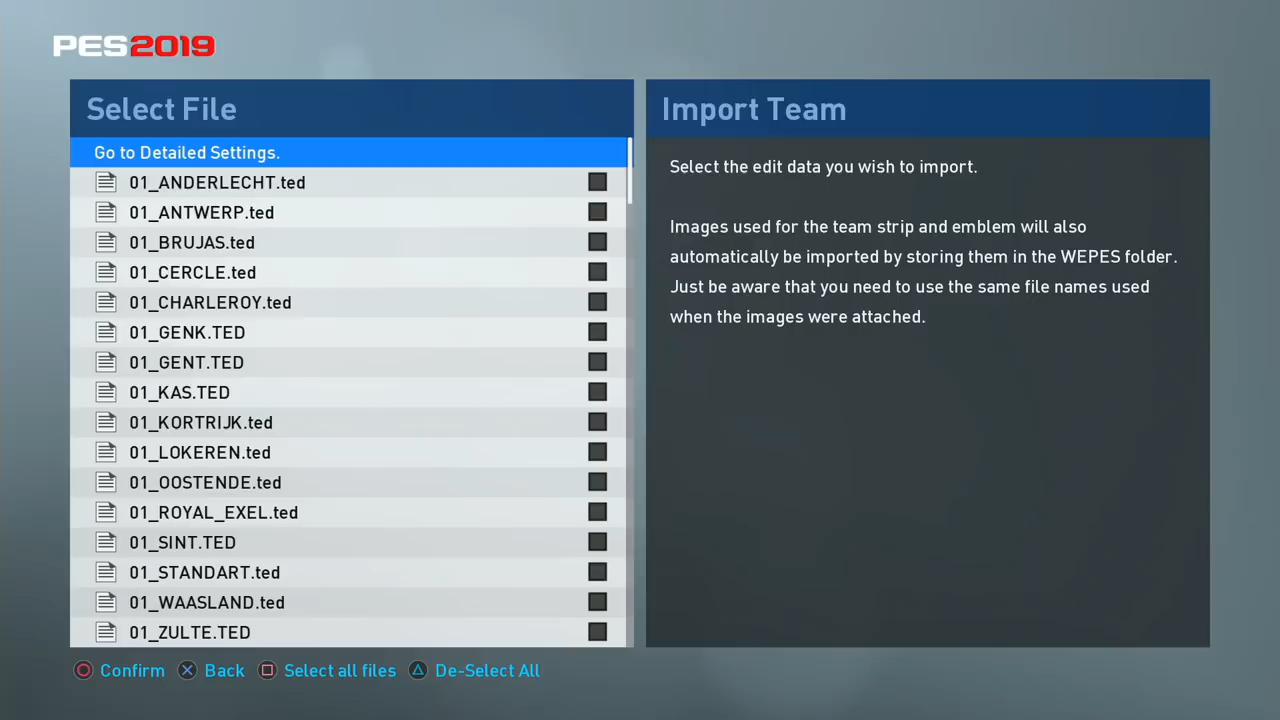 PES2019
Select File
Go to Detailed Settings.
01_ANDERLECHT.ted
01_ANTWERP.ted
01_BRUJAS.ted
01_CERCLE.ted
01_CHARLEROY.ted
01_GENK.TED
01_GENT.TED
01_KAS.TED
01_KORTRIJK.ted
01_LOKEREN.ted
01_OOSTENDE.ted
01_ROYAL_EXEL.ted
01_SINT.TED
01_STANDART.ted
01_WAASLAND.ted
01_ZULTE.TED
Import Team
Select the edit data you wish to import.
Images used for the team strip and emblem will also
automatically be imported by storing them in the WEPES folder.
Just be aware that you need to use the same file names used
when the images were attached.
Confirm Back Select all files De-Select All